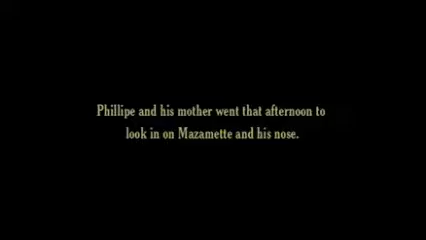 Phillipe and his mother went that afternoon to
look in on Mazamette and his nose.